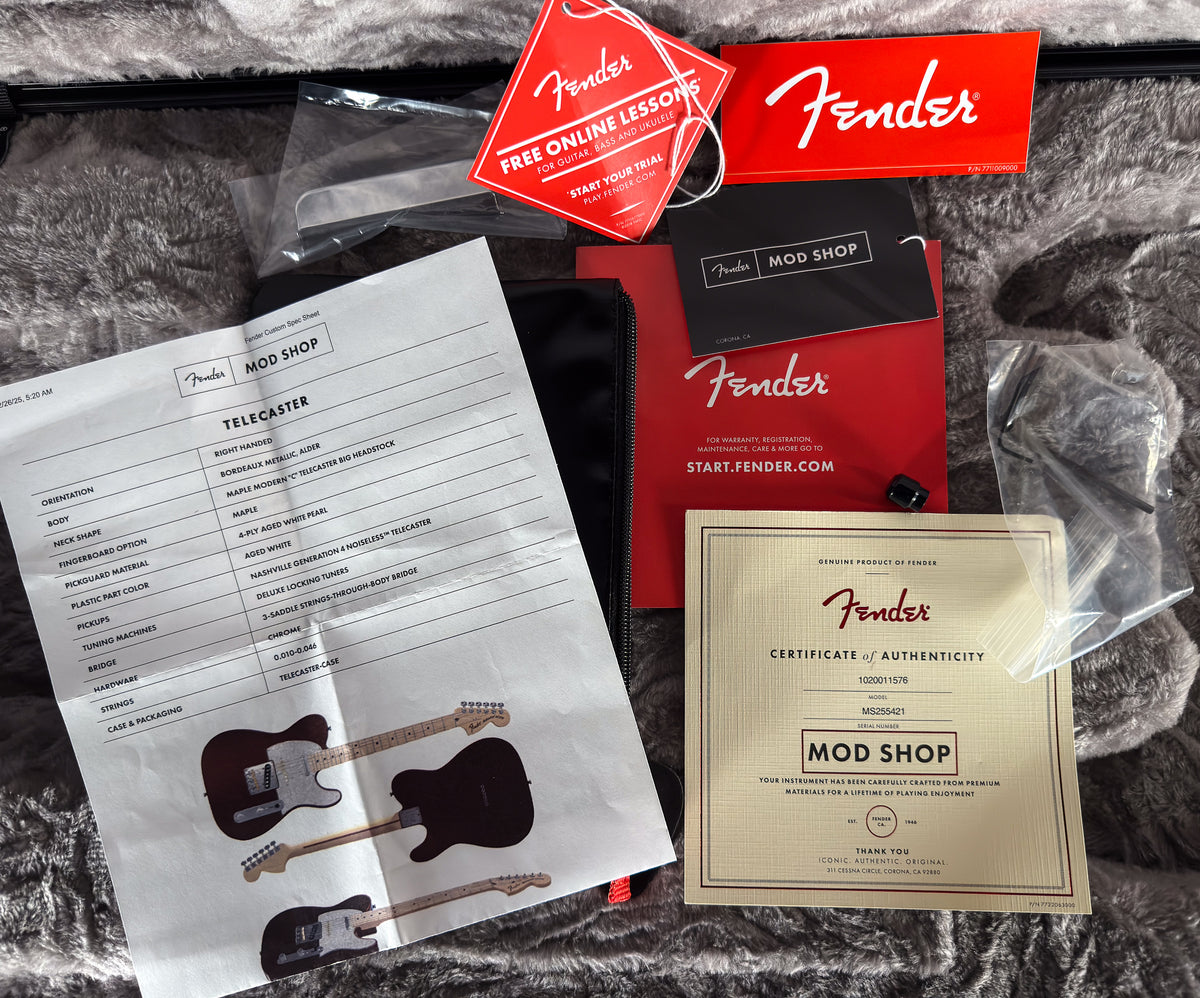 Fender
FREE ONLINE LESSONS*
FOR GUITAR, BASS AND UKULELE
*START YOUR TRIAL
PLAY.FENDER.COM
Fender®
P/N 7711009000
Fender MOD SHOP
CORONA, CA
Fender®
FOR WARRANTY, REGISTRATION,
MAINTENANCE, CARE & MORE GO TO
START.FENDER.COM
2/26/25, 5:20 AM
Fender Custom Spec Sheet
Fender MOD SHOP
TELECASTER
ORIENTATION RIGHT HANDED
BODY BORDEAUX METALLIC, ALDER
NECK SHAPE MAPLE MODERN "C" TELECASTER BIG HEADSTOCK
FINGERBOARD OPTION MAPLE
PICKGUARD MATERIAL 4-PLY AGED WHITE PEARL
PLASTIC PART COLOR AGED WHITE
PICKUPS NASHVILLE GENERATION 4 NOISELESS™ TELECASTER
TUNING MACHINES DELUXE LOCKING TUNERS
BRIDGE 3-SADDLE STRINGS-THROUGH-BODY BRIDGE
HARDWARE CHROME
STRINGS 0.010-0.046
CASE & PACKAGING TELECASTER-CASE
GENUINE PRODUCT OF FENDER
Fender®
CERTIFICATE of AUTHENTICITY
1020011576
MODEL
MS255421
SERIAL NUMBER
MOD SHOP
YOUR INSTRUMENT HAS BEEN CAREFULLY CRAFTED FROM PREMIUM
MATERIALS FOR A LIFETIME OF PLAYING ENJOYMENT
EST. FENDER CA. 1946
THANK YOU
ICONIC. AUTHENTIC. ORIGINAL.
311 CESSNA CIRCLE, CORONA, CA 92880
P/N 7722063000